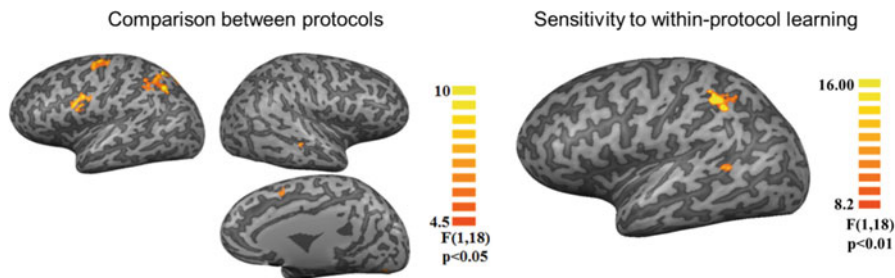 Comparison between protocols
Sensitivity to within-protocol learning
10
4.5
F(1,18)
p<0.05
16.00
8.2
F(1,18)
p<0.01